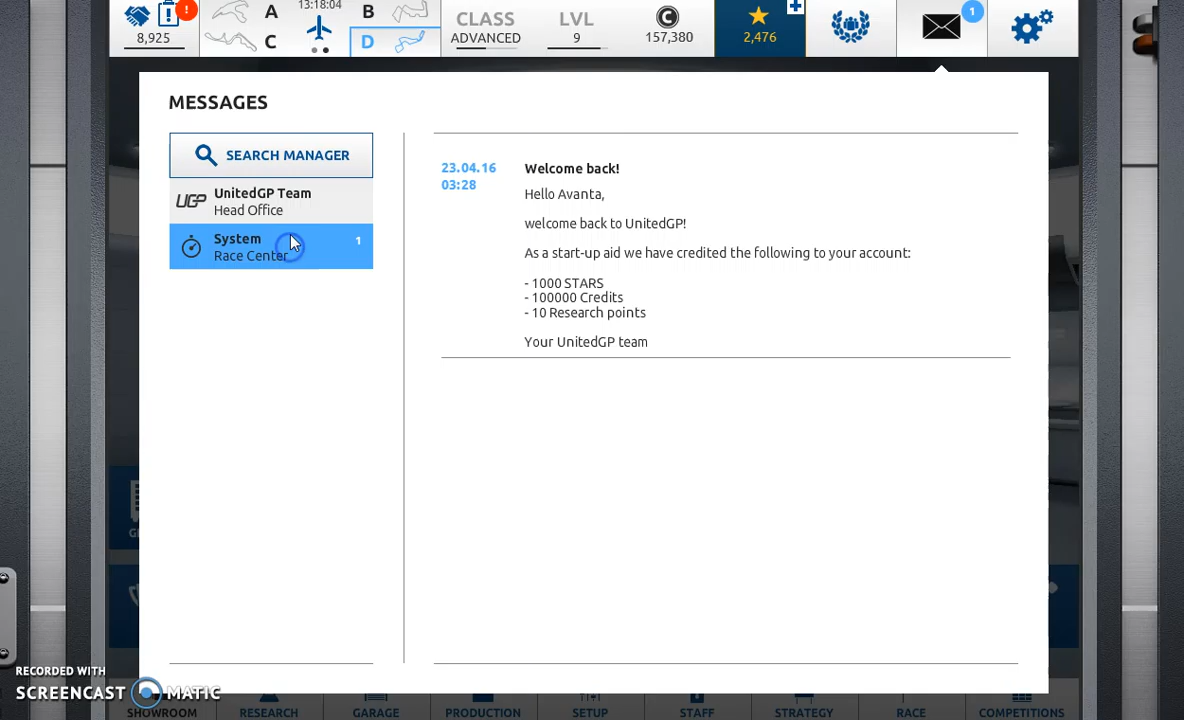 8,925
!
A
C
13:18:04
B
D
CLASS
ADVANCED
LVL
9
C
157,380
2,476
1
MESSAGES
SEARCH MANAGER
UGP
UnitedGP Team
Head Office
System
Race Center
1
23.04.16
03:28
Welcome back!
Hello Avanta,
welcome back to UnitedGP!
As a start-up aid we have credited the following to your account:
- 1000 STARS
- 100000 Credits
- 10 Research points
Your UnitedGP team
RECORDED WITH
SCREENCAST MATIC
SHOWROOM
RESEARCH
GARAGE
PRODUCTION
SETUP
STAFF
STRATEGY
RACE
COMPETITIONS